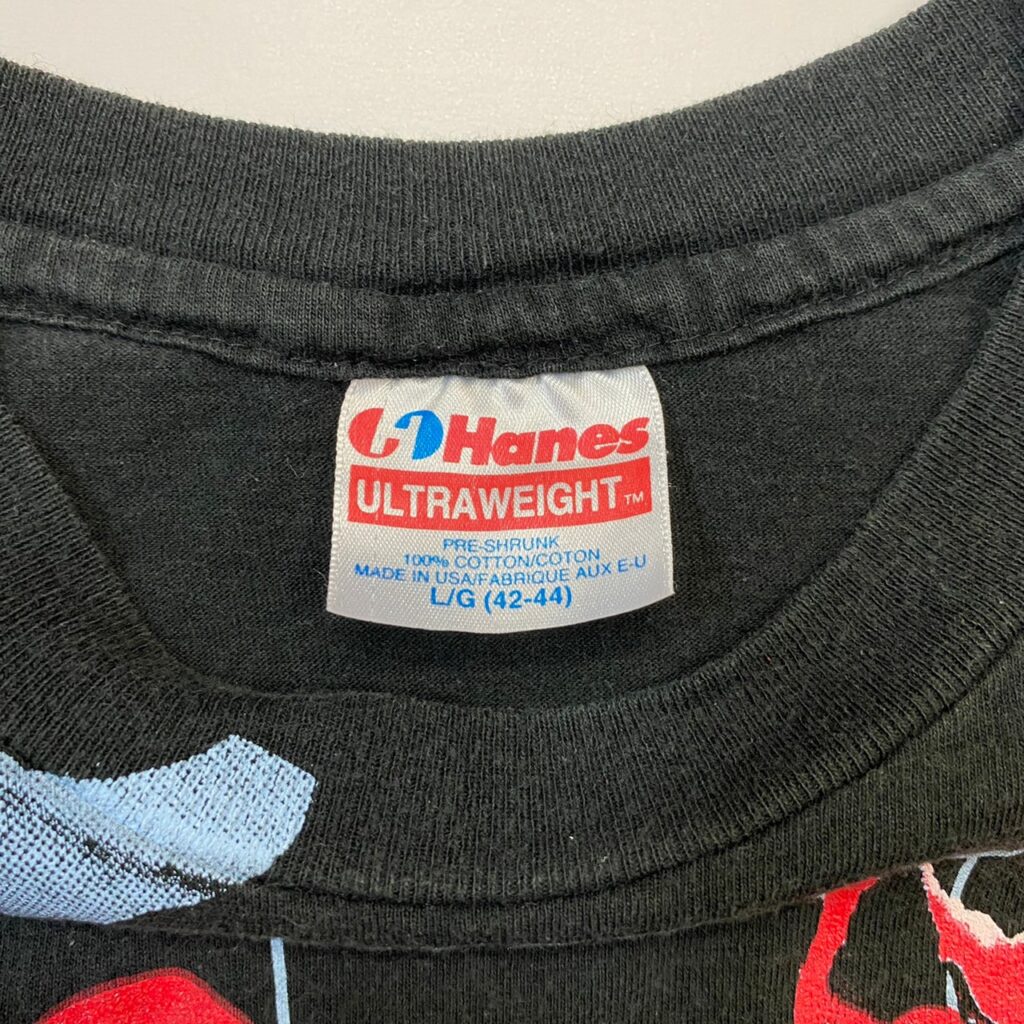 Hanes
ULTRAWEIGHT™
PRE-SHRUNK
100% COTTON/COTON
MADE IN USA/FABRIQUE AUX E-U
L/G (42-44)